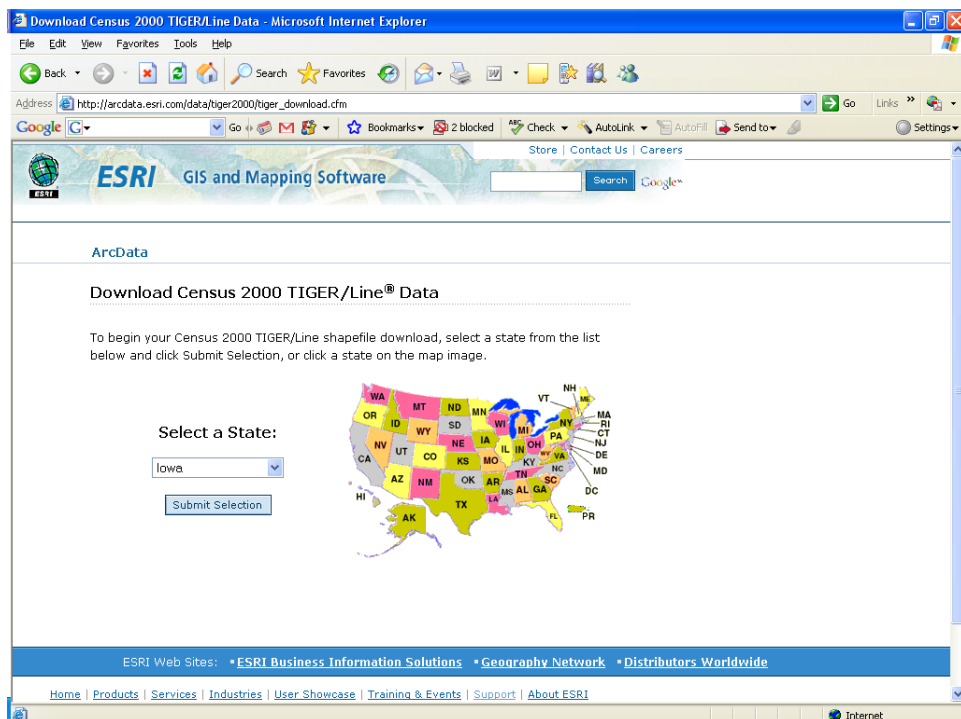 Download Census 2000 TIGER/Line Data - Microsoft Internet Explorer
File Edit View Favorites Tools Help
Back Search Favorites
Address http://arcdata.esri.com/data/tiger2000/tiger_download.cfm Go Links »
Google G Go Bookmarks 2 blocked ABC Check AutoLink AutoFill Send to Settings
Store | Contact Us | Careers
ESRI ESRI GIS and Mapping Software Search Google™
ArcData
Download Census 2000 TIGER/Line® Data
To begin your Census 2000 TIGER/Line shapefile download, select a state from the list
below and click Submit Selection, or click a state on the map image.
Select a State:
Iowa
Submit Selection
NH
VT
WA MT ND MN ME
OR ID WY SD WI MI NY MA
RI
CT
NV UT CO NE IA IL IN OH PA NJ
CA KS MO KY WV VA DE
NC MD
AZ NM OK AR TN SC
MS AL GA DC
HI TX LA
AK FL PR
ESRI Web Sites: ▪ ESRI Business Information Solutions ▪ Geography Network ▪ Distributors Worldwide
Home | Products | Services | Industries | User Showcase | Training & Events | Support | About ESRI
Internet